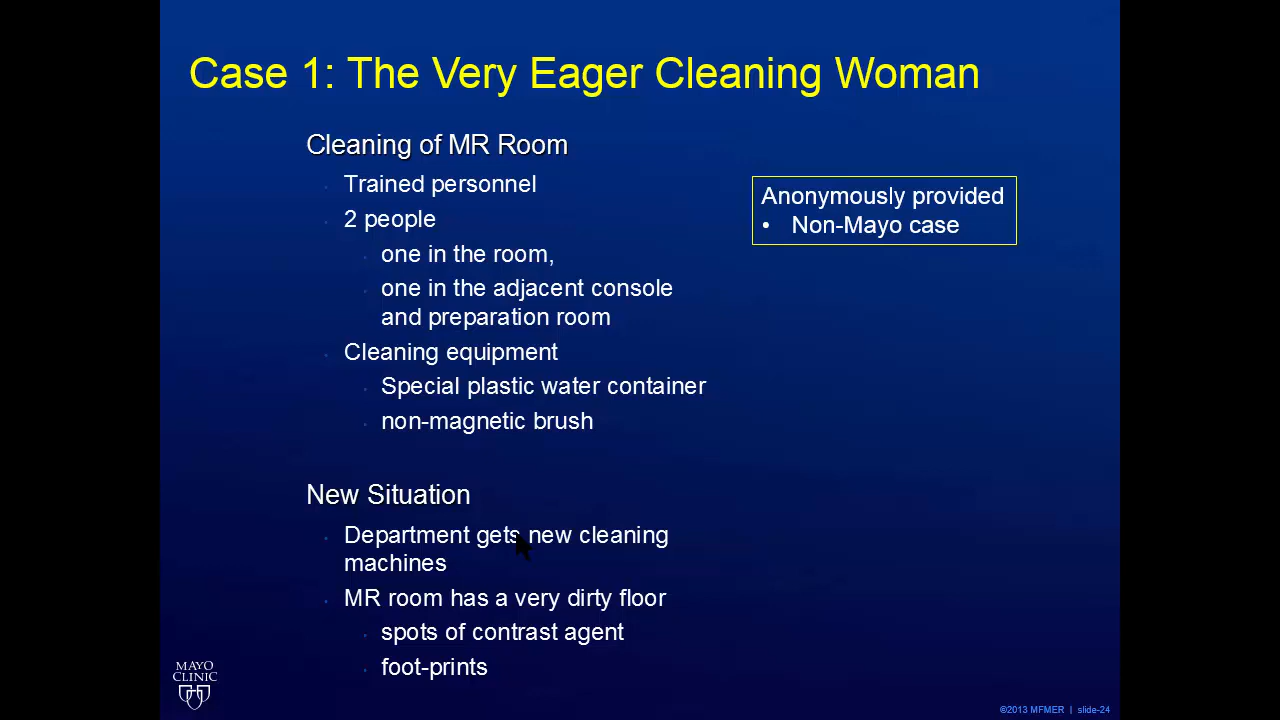 Case 1: The Very Eager Cleaning Woman
Cleaning of MR Room
Trained personnel
2 people
one in the room,
one in the adjacent console
and preparation room
Cleaning equipment
Special plastic water container
non-magnetic brush
Anonymously provided
• Non-Mayo case
New Situation
Department gets new cleaning
machines
MR room has a very dirty floor
spots of contrast agent
foot-prints
MAYO
CLINIC
©2013 MFMER | slide-24